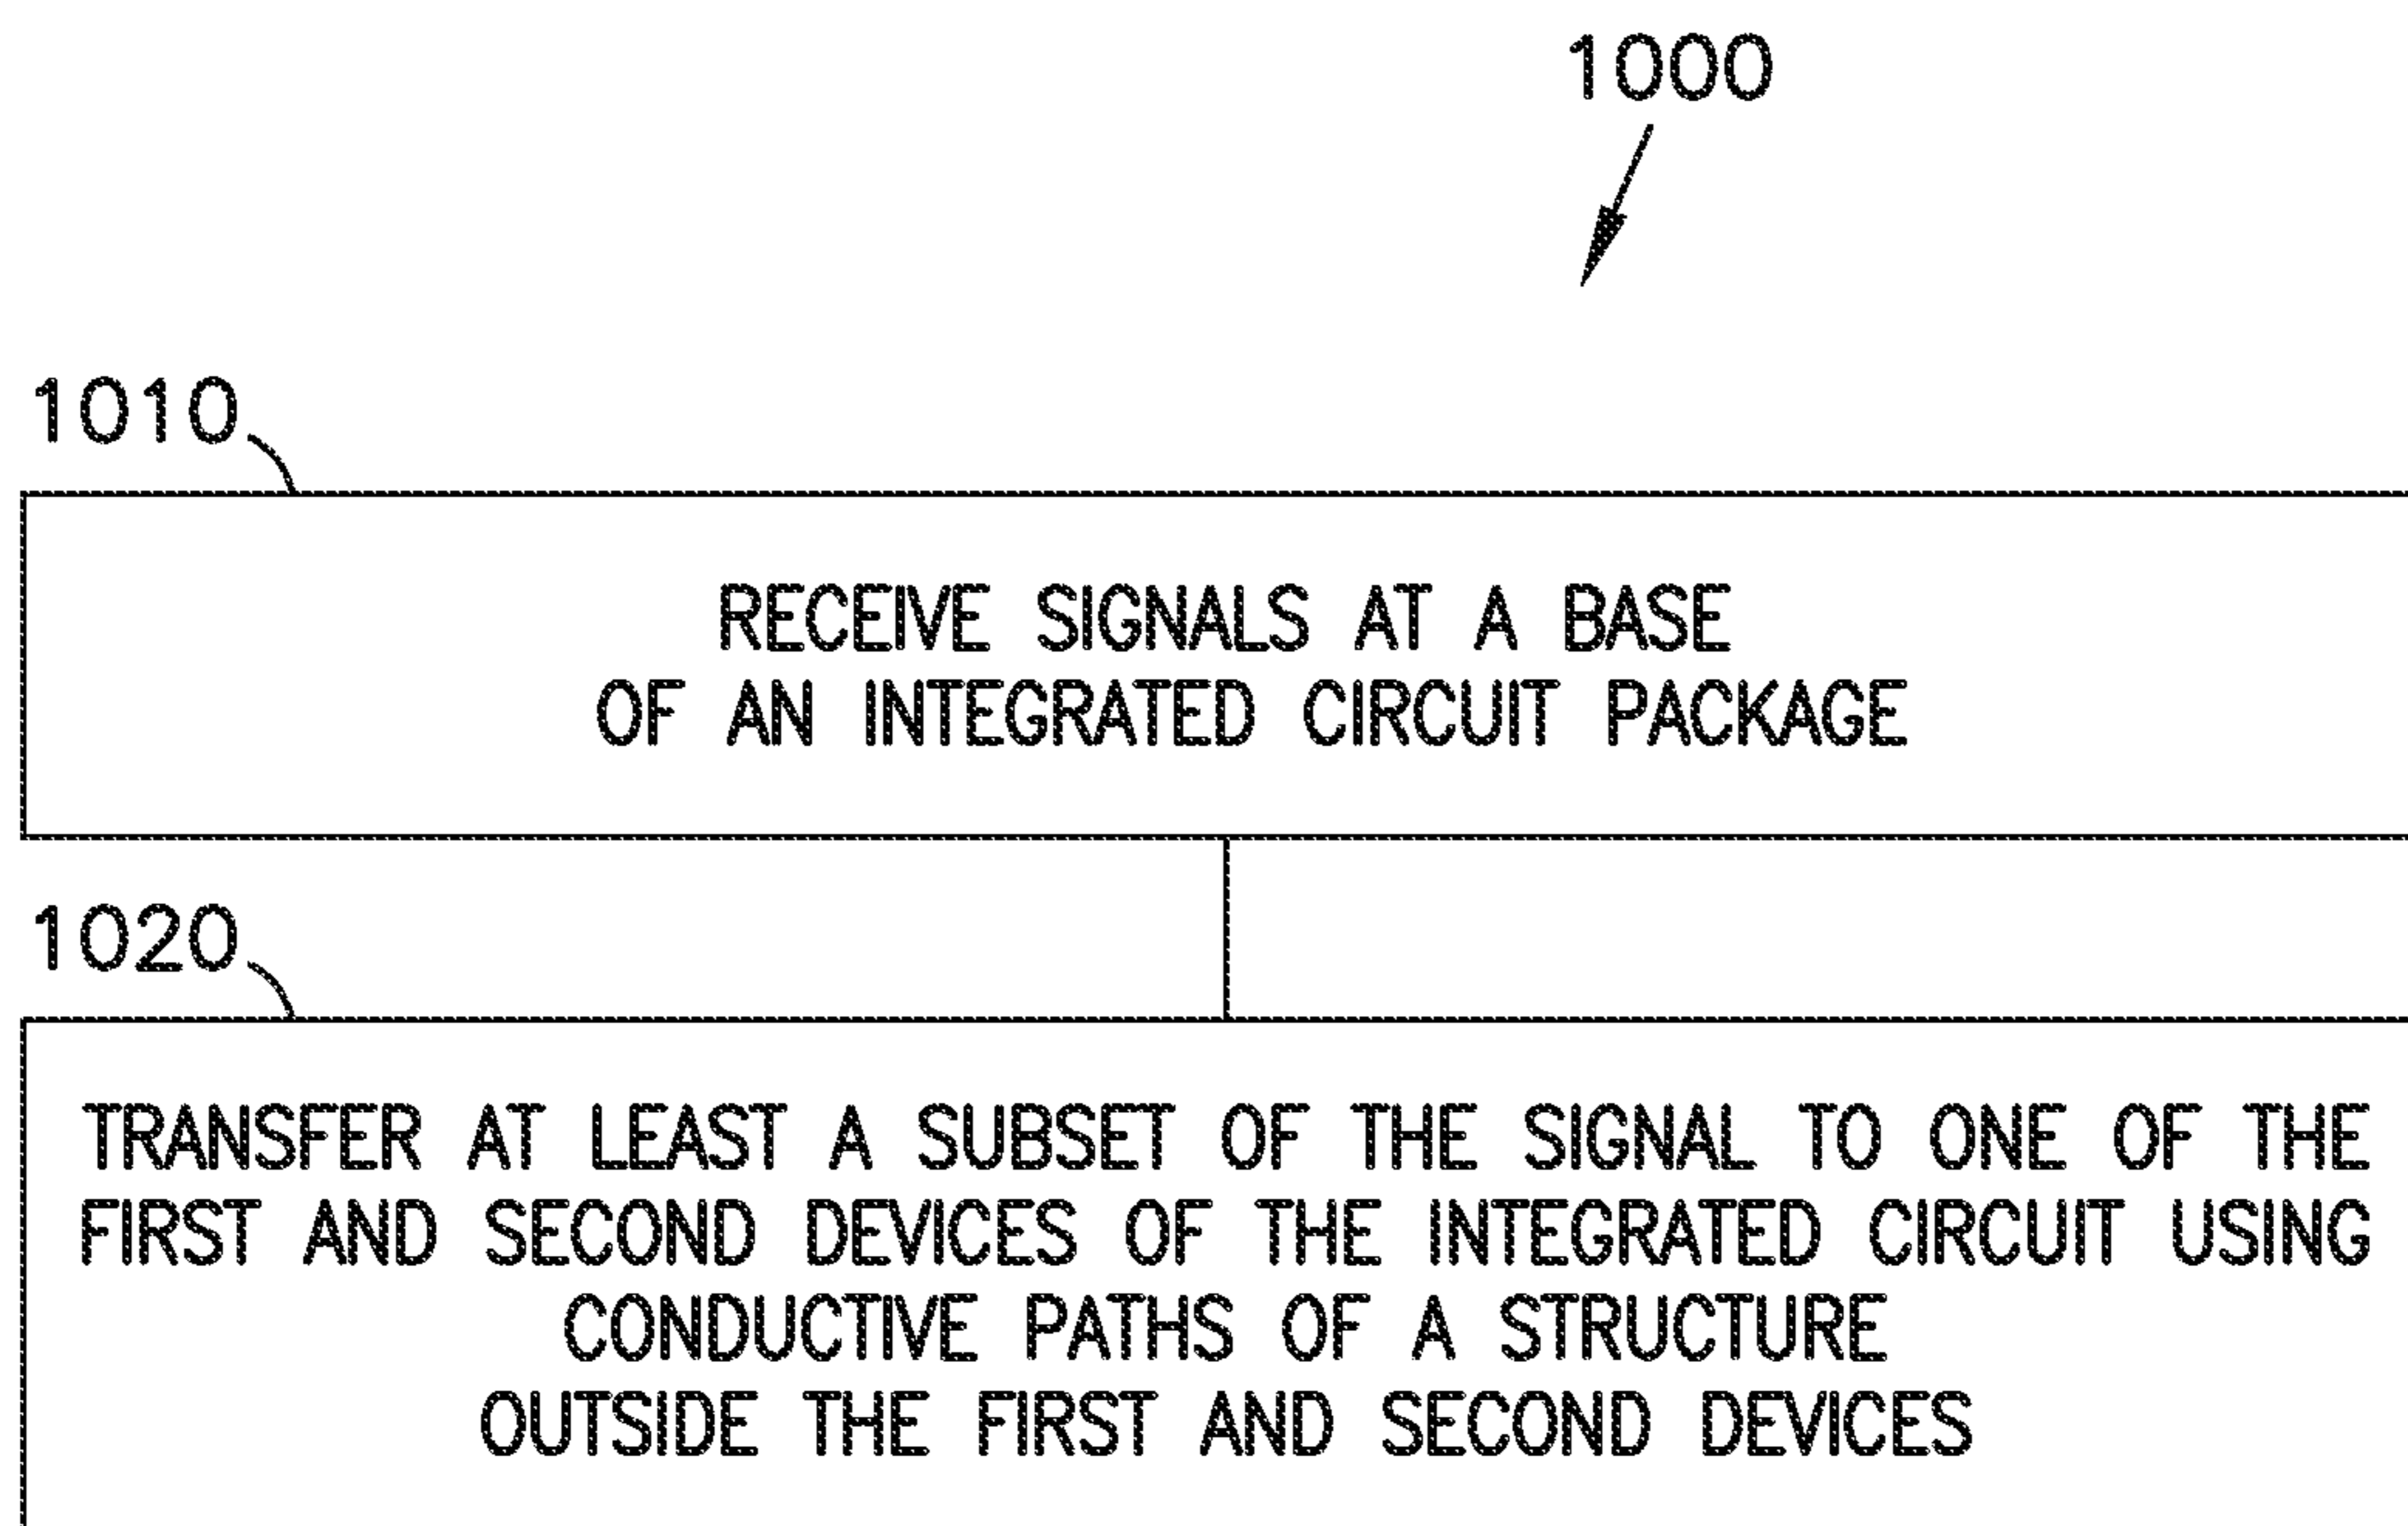 1000
1010
RECEIVE SIGNALS AT A BASE
OF AN INTEGRATED CIRCUIT PACKAGE
1020
TRANSFER AT LEAST A SUBSET OF THE SIGNAL TO ONE OF THE
FIRST AND SECOND DEVICES OF THE INTEGRATED CIRCUIT USING
CONDUCTIVE PATHS OF A STRUCTURE
OUTSIDE THE FIRST AND SECOND DEVICES